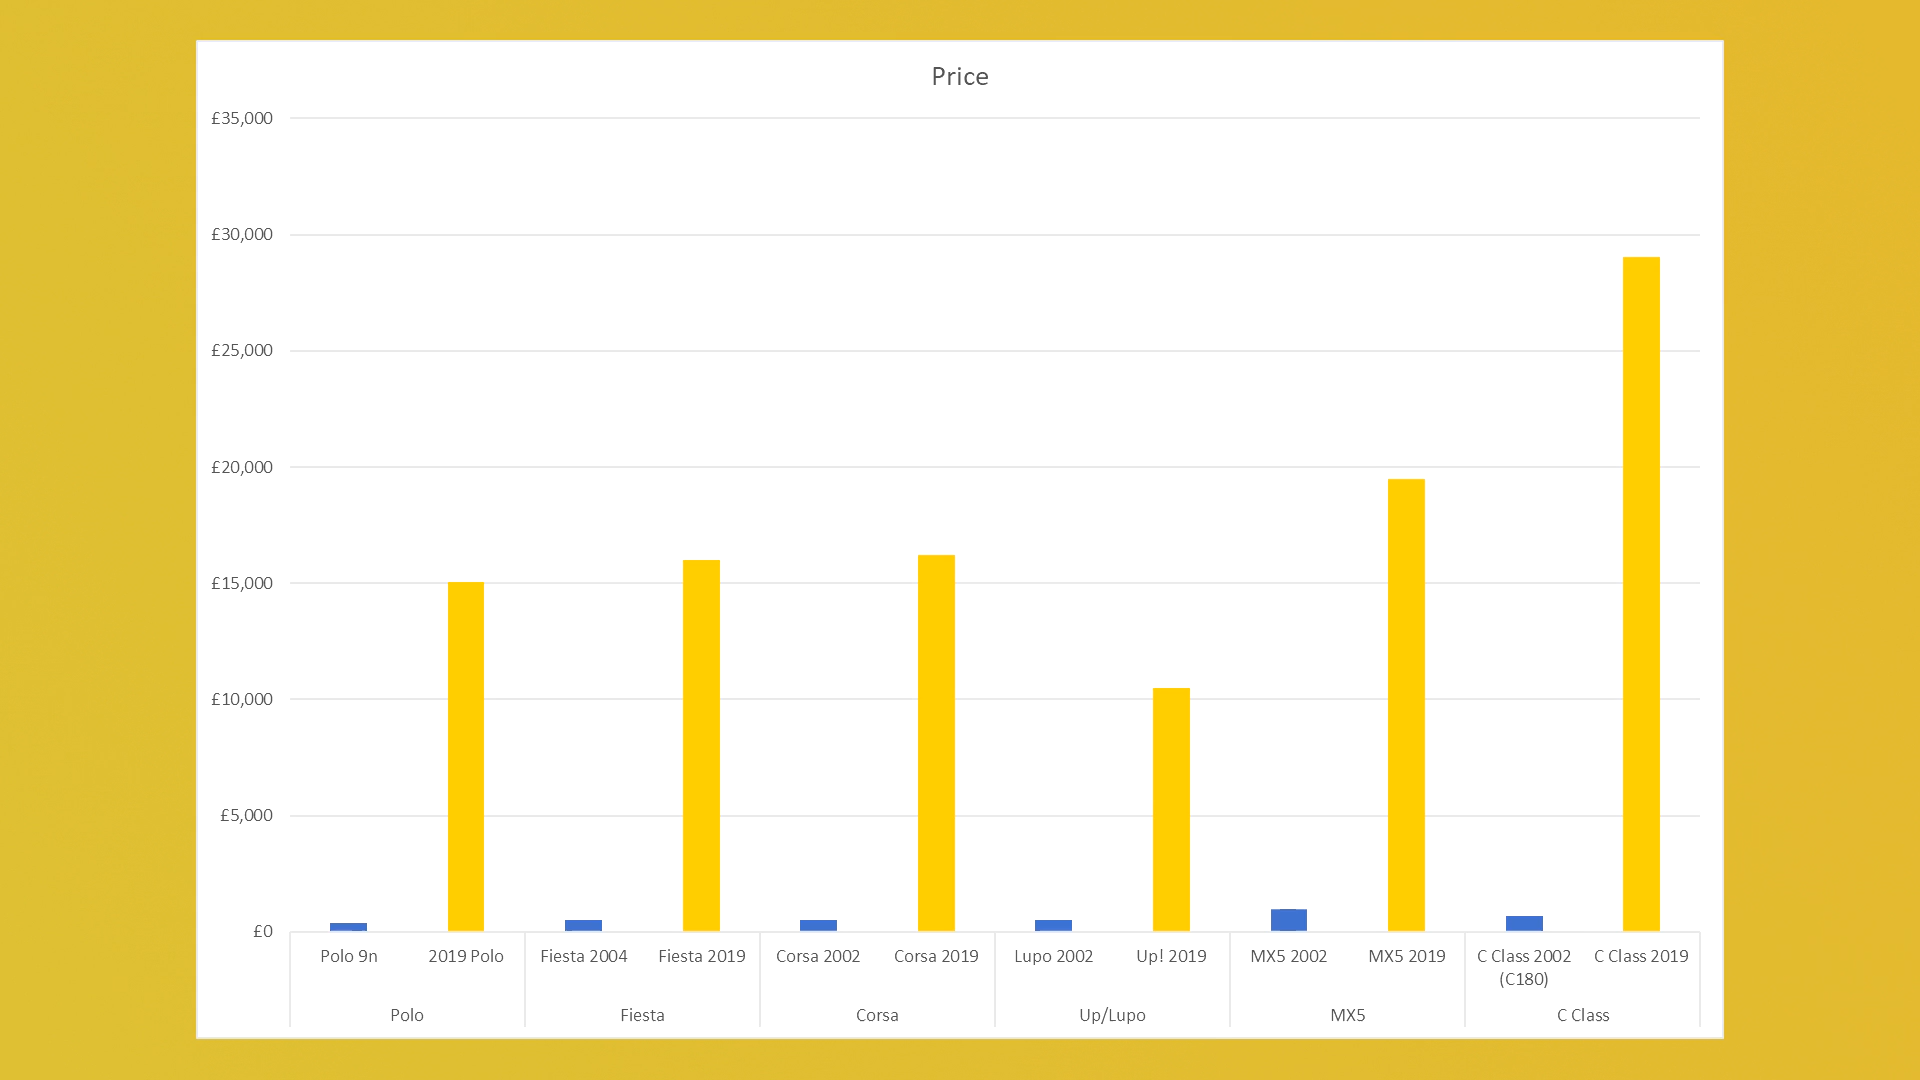 Price
£35,000
£30,000
£25,000
£20,000
£15,000
£10,000
£5,000
£0
Polo 9n 2019 Polo Fiesta 2004 Fiesta 2019 Corsa 2002 Corsa 2019 Lupo 2002 Up! 2019 MX5 2002 MX5 2019 C Class 2002 C Class 2019
(C180)
Polo Fiesta Corsa Up/Lupo MX5 C Class